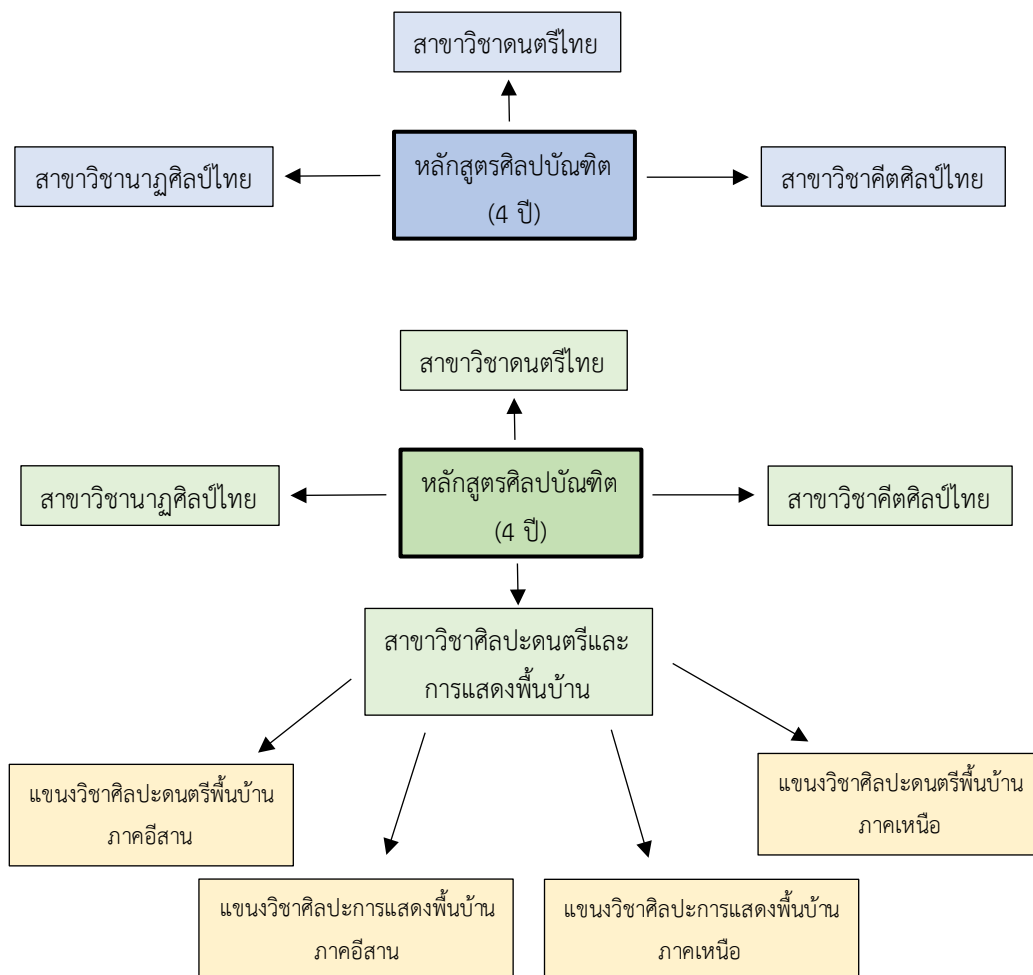 สาขาวิชาดนตรีไทย
สาขาวิชานาฏศิลป์ไทย
หลักสูตรศิลปบัณฑิต
(4 ปี)
สาขาวิชาคีตศิลป์ไทย
สาขาวิชาดนตรีไทย
สาขาวิชานาฏศิลป์ไทย
หลักสูตรศิลปบัณฑิต
(4 ปี)
สาขาวิชาคีตศิลป์ไทย
สาขาวิชาศิลปะดนตรีและ
การแสดงพื้นบ้าน
แขนงวิชาศิลปะดนตรีพื้นบ้าน
ภาคอีสาน
แขนงวิชาศิลปะการแสดงพื้นบ้าน
ภาคอีสาน
แขนงวิชาศิลปะการแสดงพื้นบ้าน
ภาคเหนือ
แขนงวิชาศิลปะดนตรีพื้นบ้าน
ภาคเหนือ